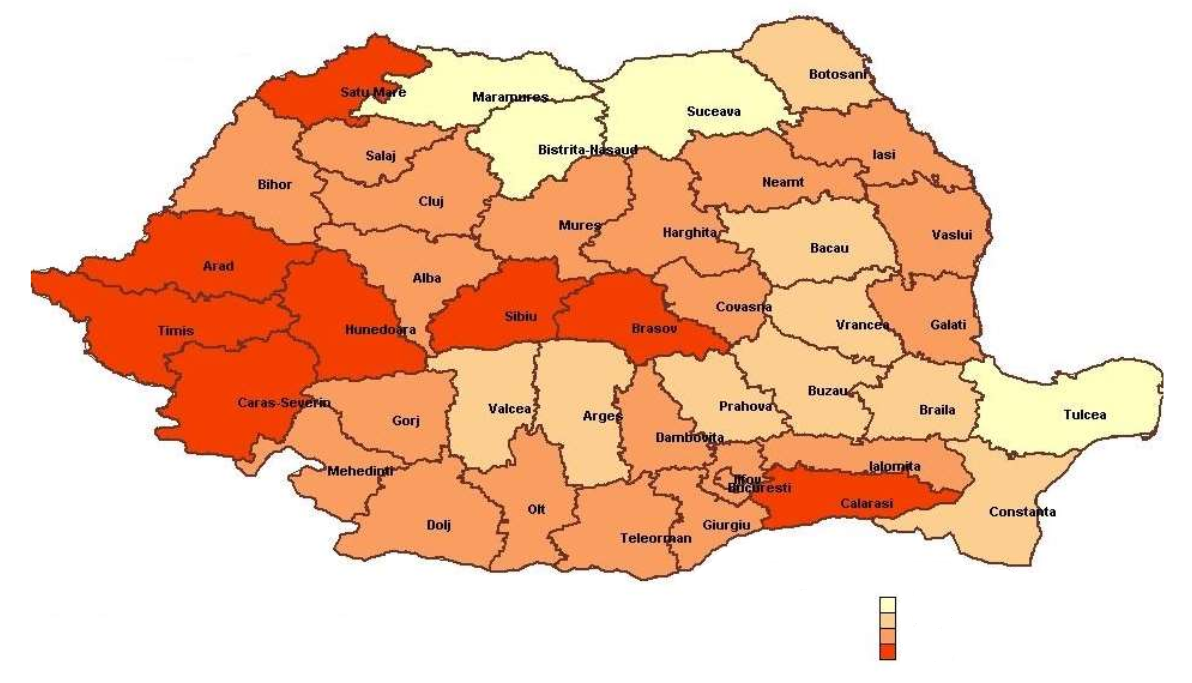 Botosani
Satu Mare
Maramures
Suceava
Bistrita-Nasaud
Iasi
Salaj
Neamt
Bihor
Cluj
Mures
Harghita
Vaslui
Bacau
Arad
Alba
Covasna
Sibiu
Vrancea
Galati
Timis
Hunedoara
Brasov
Buzau
Caras-Severin
Valcea
Prahova
Braila
Arges
Tulcea
Gorj
Dambovita
Ialomita
Mehedinti
Ilfov
Bucuresti
Calarasi
Olt
Constanta
Dolj
Giurgiu
Teleorman